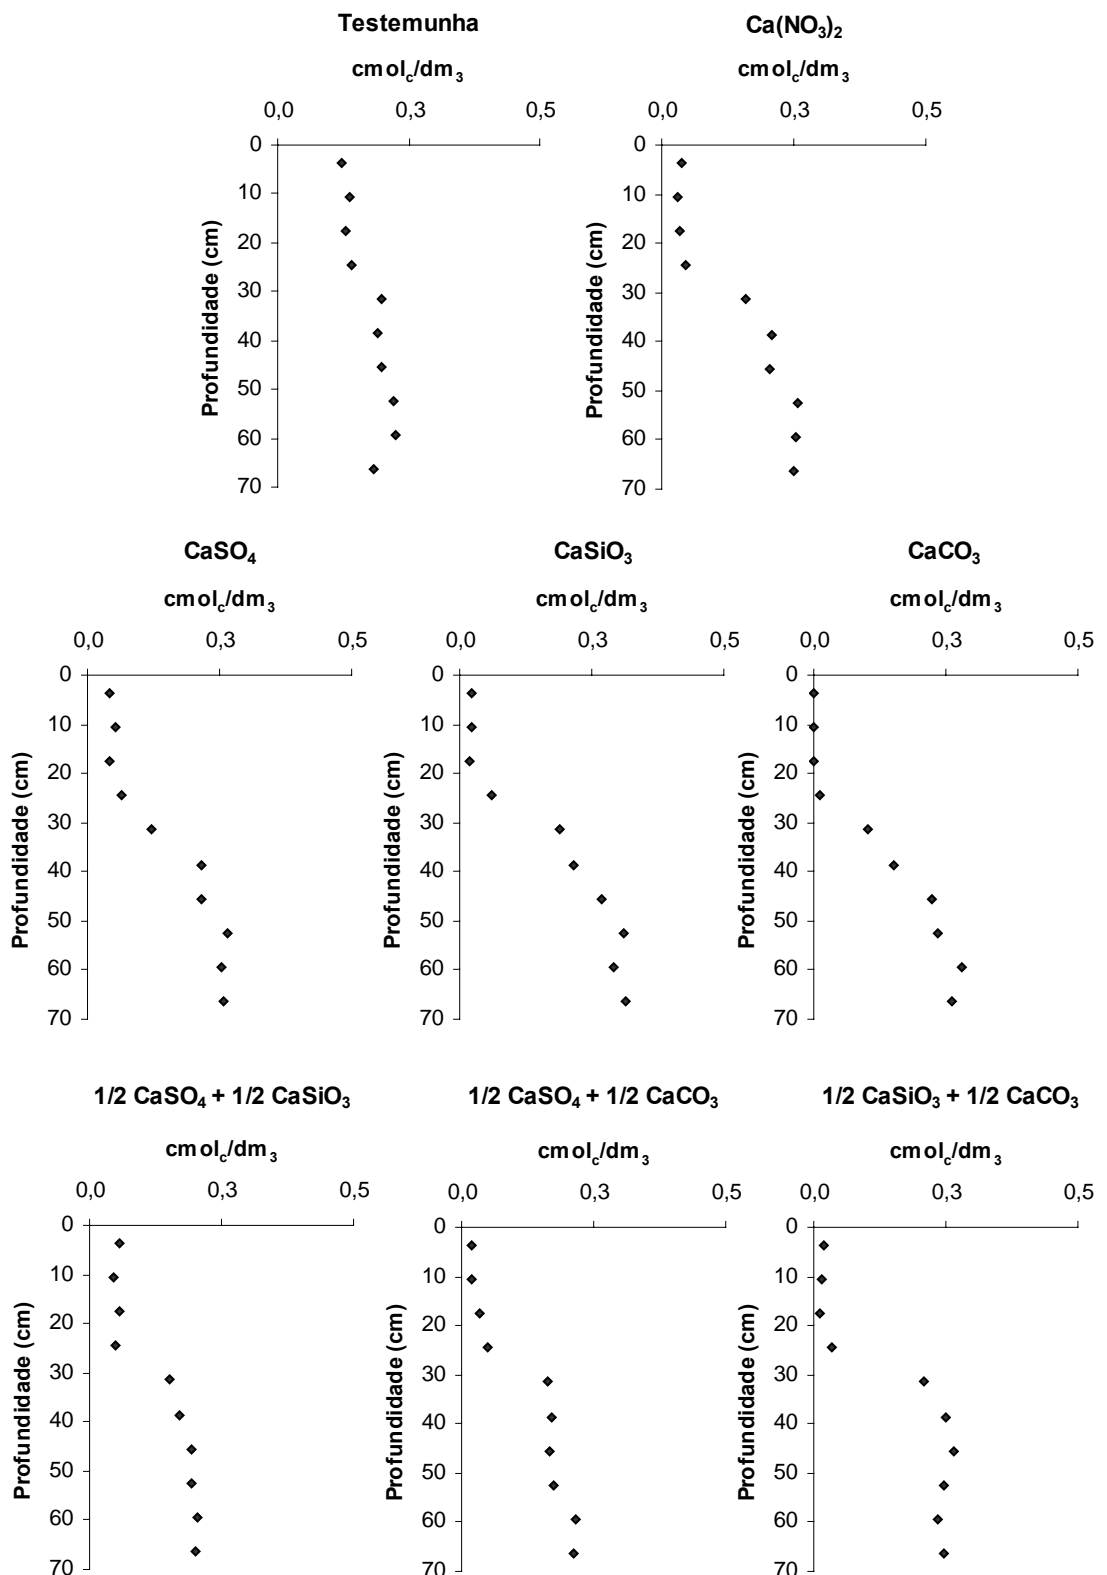 Testemunha
cmolc/dm3
0,0 0,3 0,5
0
10
20
30
40
50
60
70
Profundidade (cm)
Ca(NO3)2
cmolc/dm3
0,0 0,3 0,5
0
10
20
30
40
50
60
70
Profundidade (cm)
CaSO4
cmolc/dm3
0,0 0,3 0,5
0
10
20
30
40
50
60
70
Profundidade (cm)
CaSiO3
cmolc/dm3
0,0 0,3 0,5
0
10
20
30
40
50
60
70
Profundidade (cm)
CaCO3
cmolc/dm3
0,0 0,3 0,5
0
10
20
30
40
50
60
70
Profundidade (cm)
1/2 CaSO4 + 1/2 CaSiO3
cmolc/dm3
0,0 0,3 0,5
0
10
20
30
40
50
60
70
Profundidade (cm)
1/2 CaSO4 + 1/2 CaCO3
cmolc/dm3
0,0 0,3 0,5
0
10
20
30
40
50
60
70
Profundidade (cm)
1/2 CaSiO3 + 1/2 CaCO3
cmolc/dm3
0,0 0,3 0,5
0
10
20
30
40
50
60
70
Profundidade (cm)